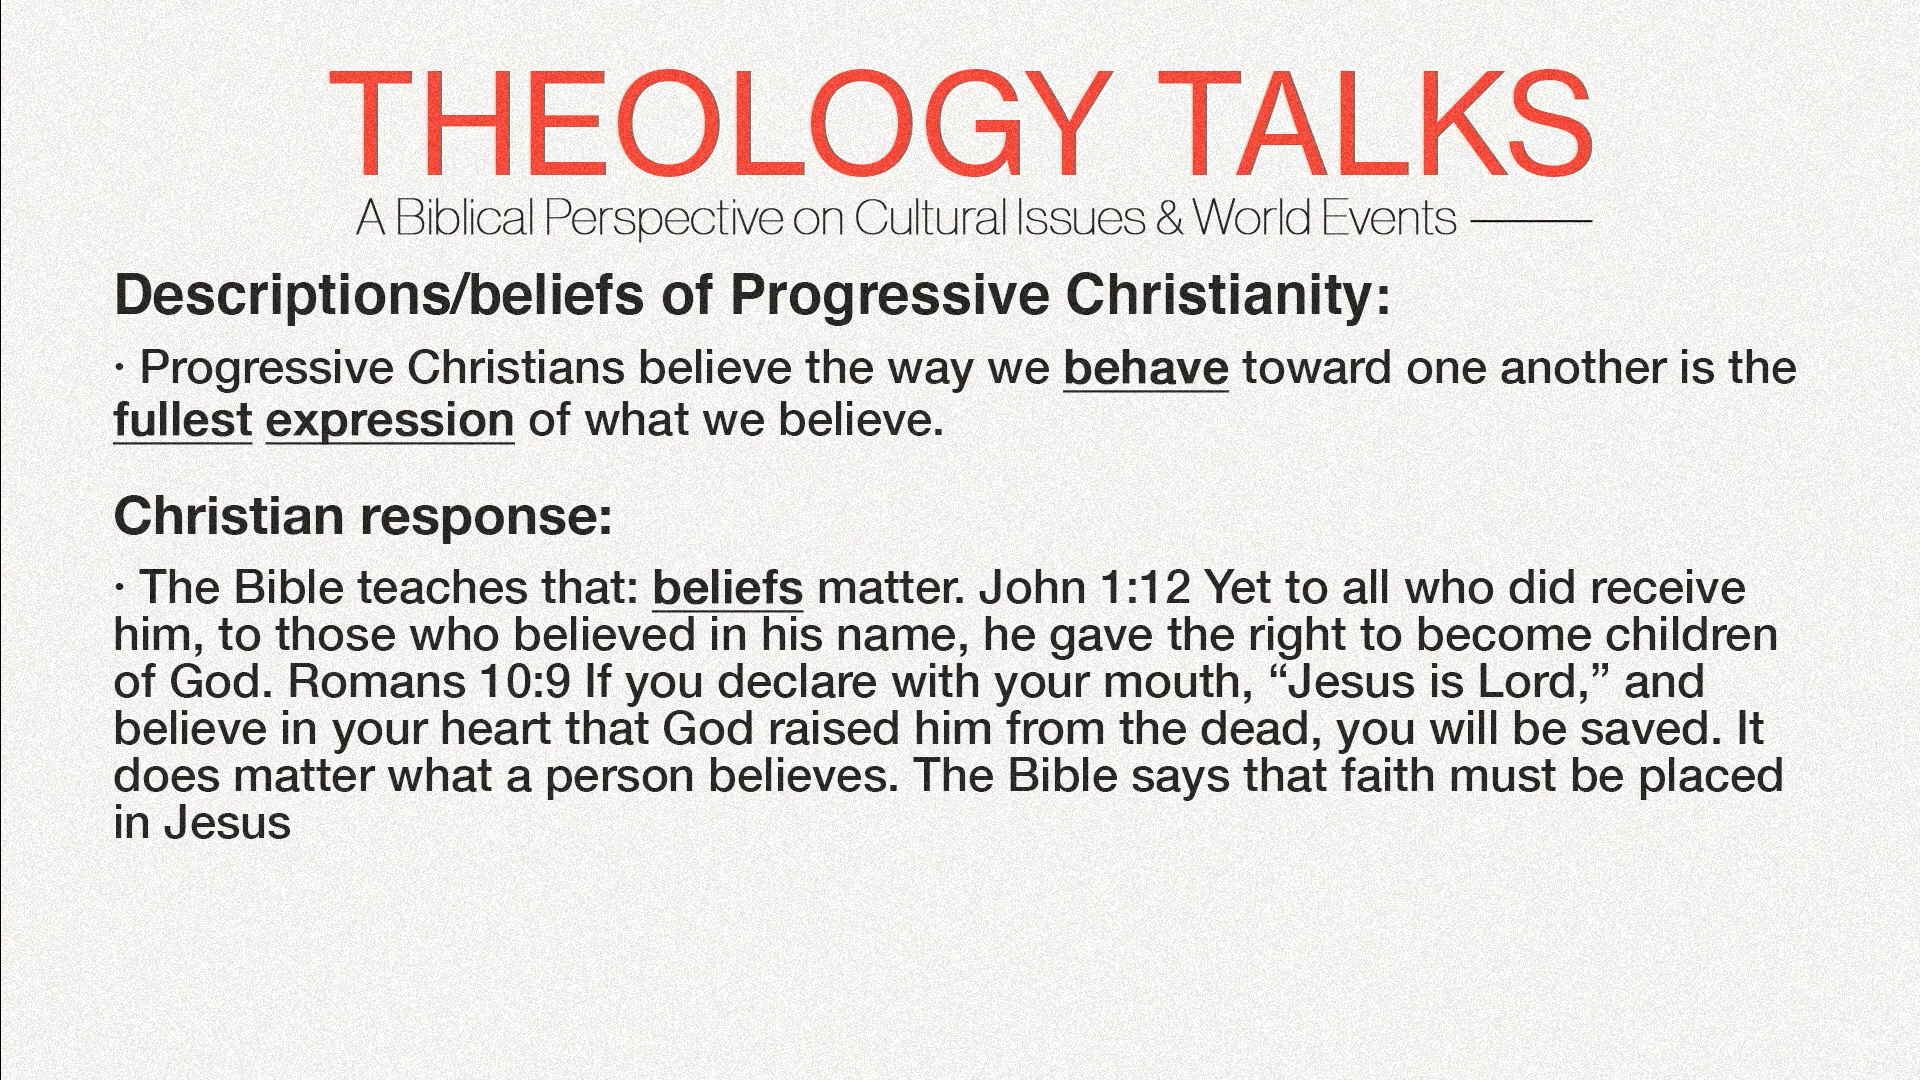 THEOLOGY TALKS
A Biblical Perspective on Cultural Issues & World Events
Descriptions/beliefs of Progressive Christianity:
· Progressive Christians believe the way we behave toward one another is the
fullest expression of what we believe.
Christian response:
· The Bible teaches that: beliefs matter. John 1:12 Yet to all who did receive
him, to those who believed in his name, he gave the right to become children
of God. Romans 10:9 If you declare with your mouth, “Jesus is Lord,” and
believe in your heart that God raised him from the dead, you will be saved. It
does matter what a person believes. The Bible says that faith must be placed
in Jesus